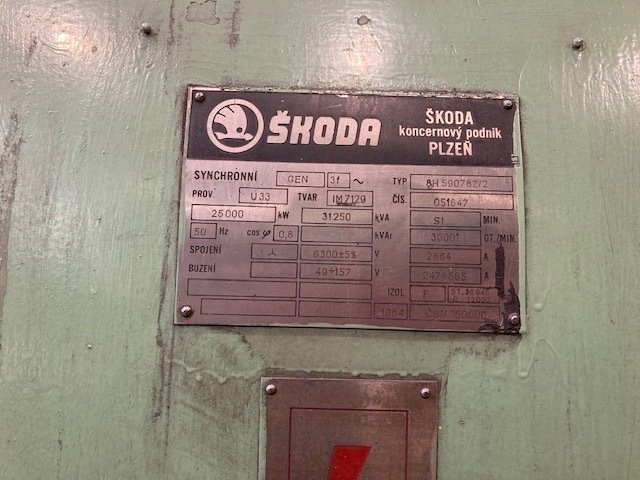 ŠKODA
ŠKODA
koncernový podnik
PLZEŇ
SYNCHRONNÍ GEN 3f ~ TYP 8H 590782/2
PROV. U33 TVAR IM7129 ČÍS. 051647
25000 kW 31250 kVA S1 MIN.
50 Hz cos φ 0,8 kVAr 3000 OT./MIN.
SPOJENÍ 6300±5% V 2864 A
BUZENÍ 49÷157 V A
IZOL. F
1984 ČSN 350000